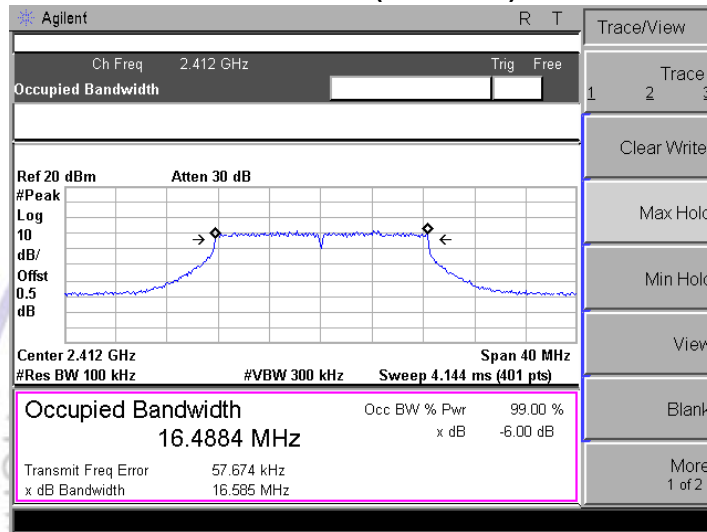 Agilent R T
Trace/View
Ch Freq 2.412 GHz Trig Free
Occupied Bandwidth
Trace
1 2 3
Clear Write
Max Hold
Min Hold
View
Blank
More
1 of 2
Ref 20 dBm Atten 30 dB
#Peak
Log
10
dB/
Offst
0.5
dB
Center 2.412 GHz Span 40 MHz
#Res BW 100 kHz #VBW 300 kHz Sweep 4.144 ms (401 pts)
Occupied Bandwidth
16.4884 MHz
Occ BW % Pwr 99.00 %
x dB -6.00 dB
Transmit Freq Error 57.674 kHz
x dB Bandwidth 16.585 MHz